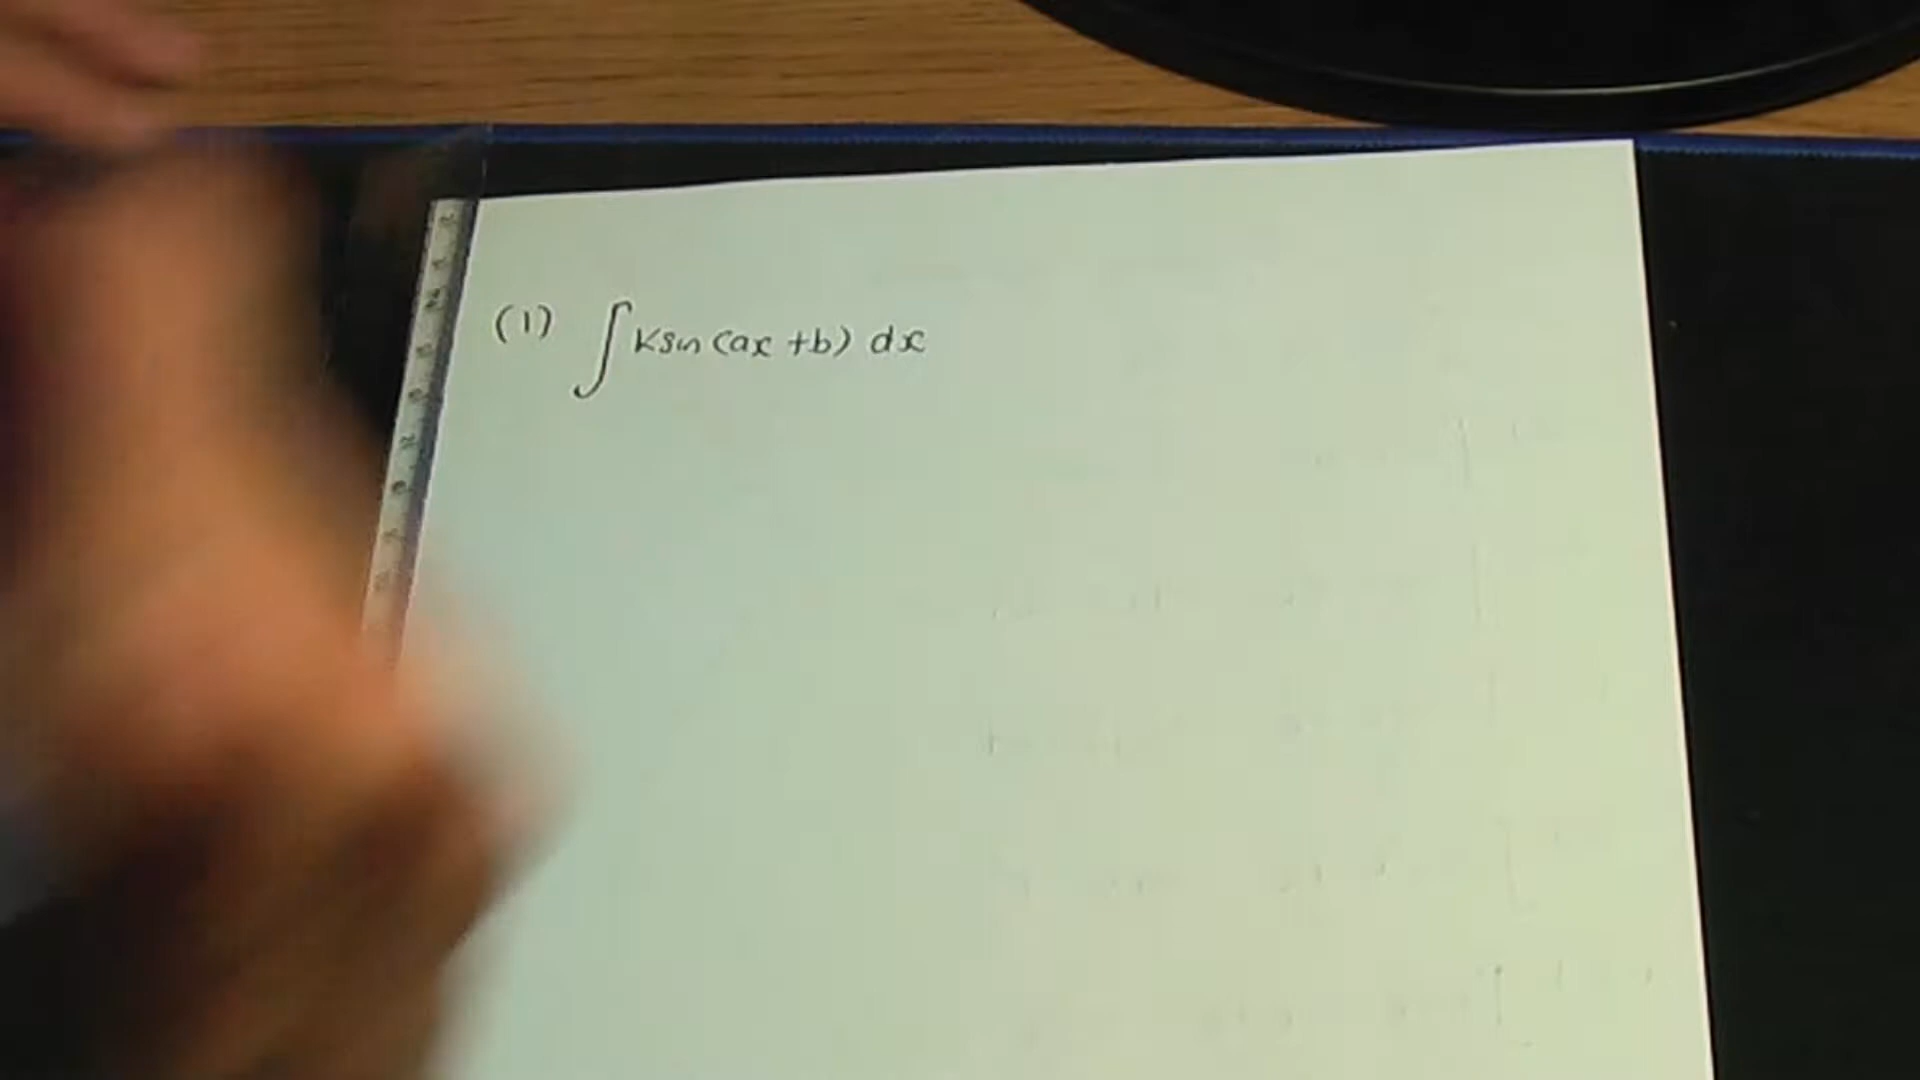 (1) ∫ksin(ax+b) dx